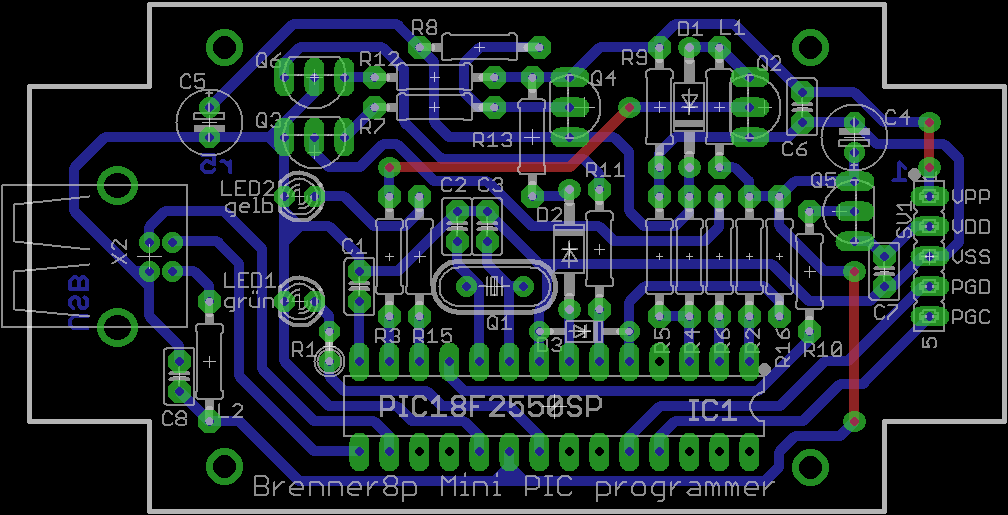 R8
D1
L1
Q6
R12
R9
Q2
C5
Q4
Q3
R7
R13
C6
C4
LED2
gelb
C2
C3
R11
Q5
1
VPP
D2
SV1
VDD
X2
C1
VSS
LED1
grün
USB
PGD
C7
Q1
PGC
R1
R3
R15
D3
R5
R4
R6
R2
R16
R10
5
C8
L2
PIC18F2550SP
IC1
Brenner8p Mini PIC programmer